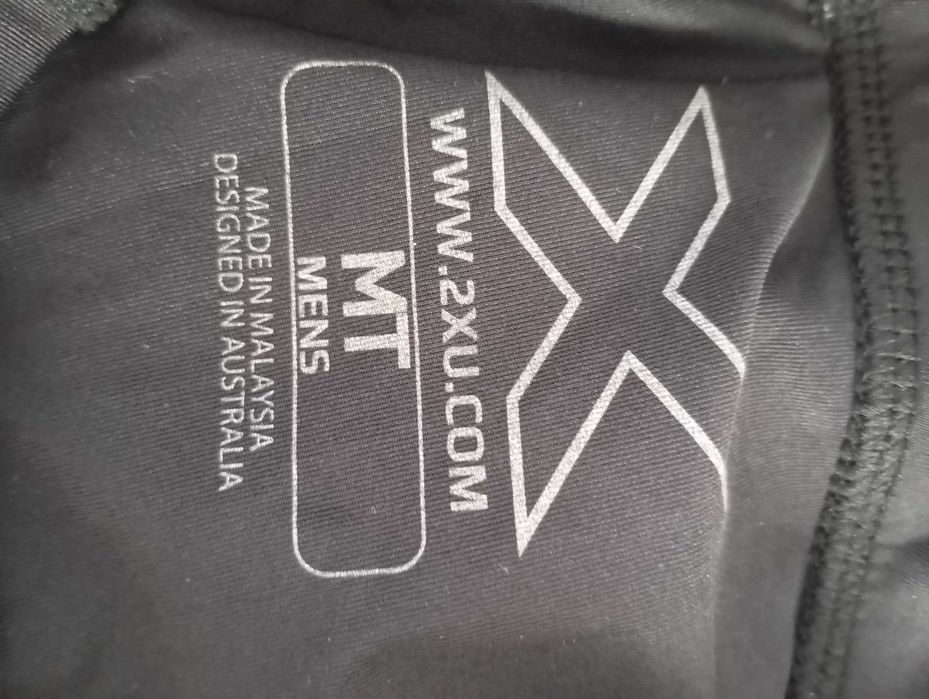 X
WWW.2XU.COM
MT
MENS
MADE IN MALAYSIA
DESIGNED IN AUSTRALIA